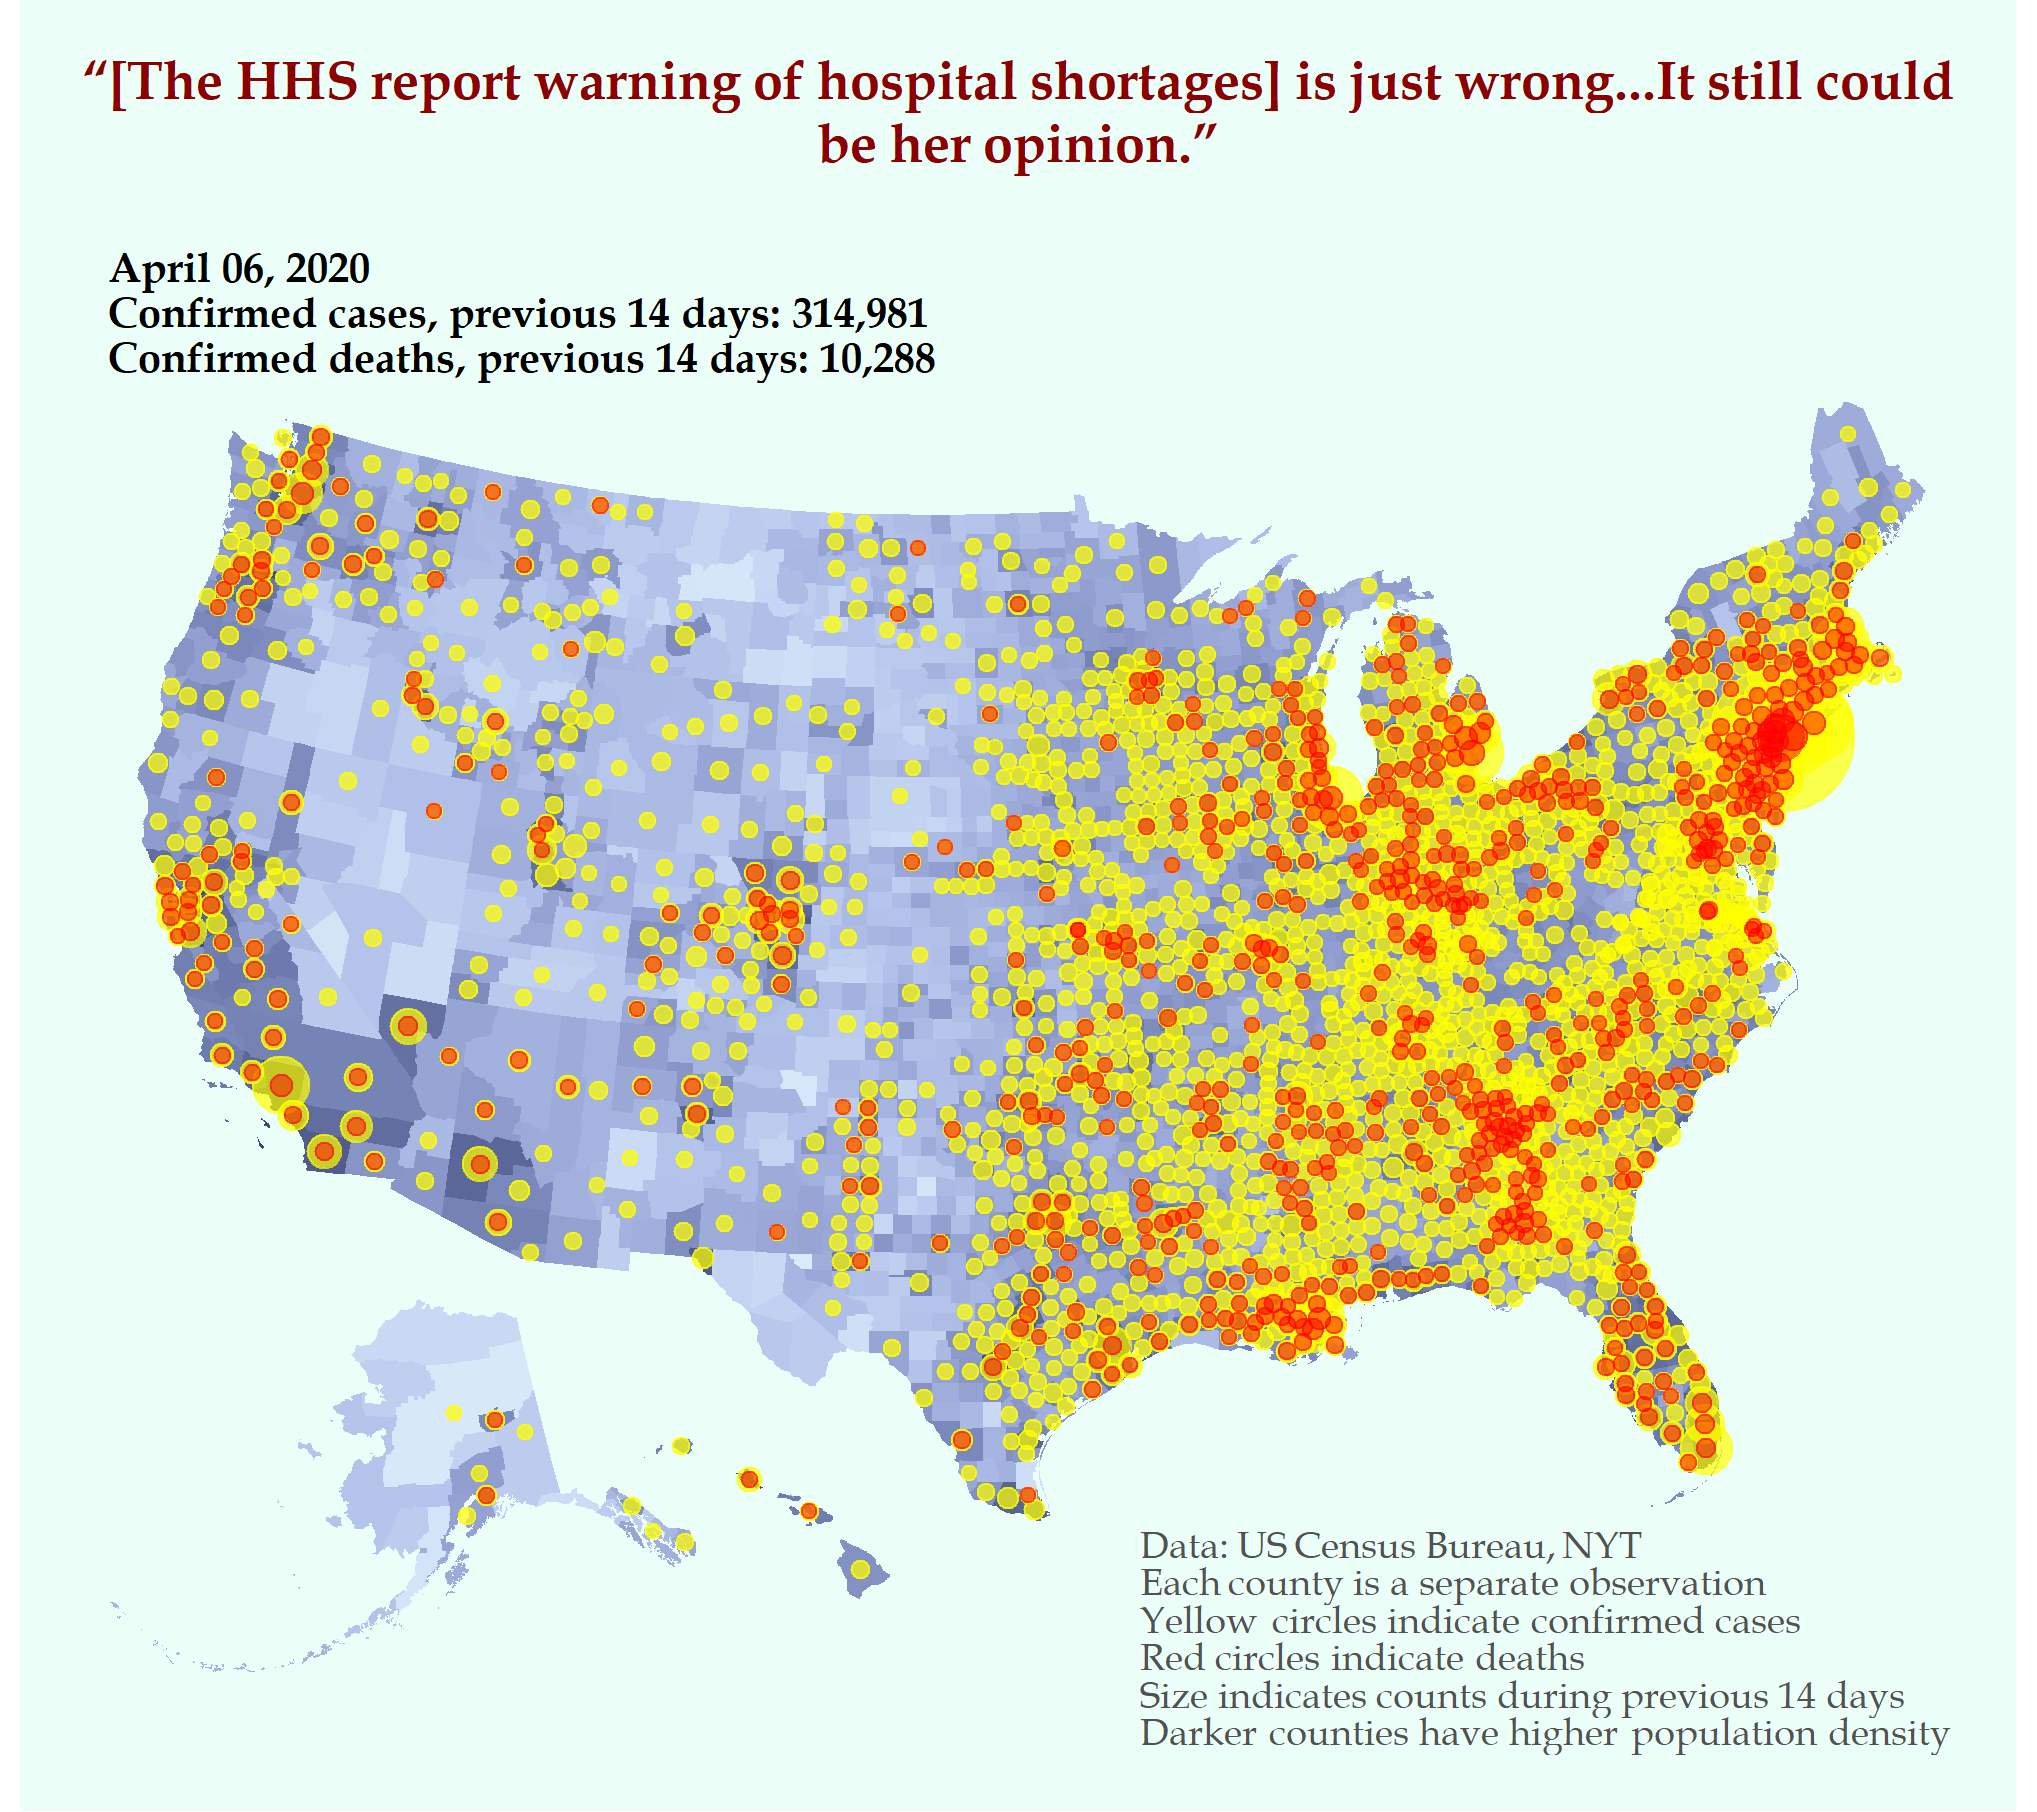 “[The HHS report warning of hospital shortages] is just wrong...It still could
be her opinion.”
April 06, 2020
Confirmed cases, previous 14 days: 314,981
Confirmed deaths, previous 14 days: 10,288
Data: US Census Bureau, NYT
Each county is a separate observation
Yellow circles indicate confirmed cases
Red circles indicate deaths
Size indicates counts during previous 14 days
Darker counties have higher population density